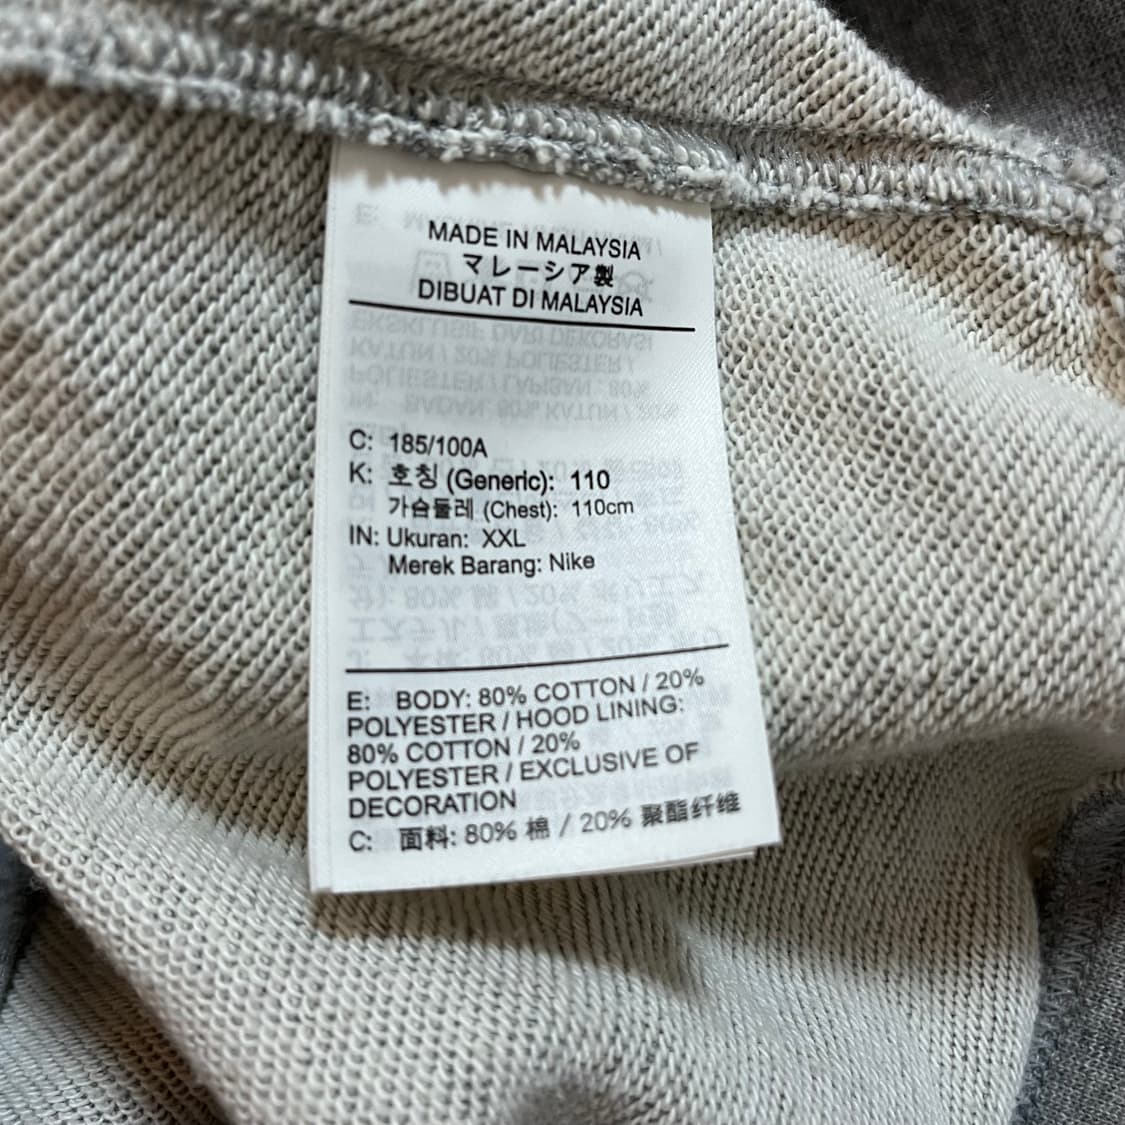 MADE IN MALAYSIA
マレーシア製
DIBUAT DI MALAYSIA
C: 185/100A
K: 호칭 (Generic): 110
가슴둘레 (Chest): 110cm
IN: Ukuran: XXL
Merek Barang: Nike
E: BODY: 80% COTTON / 20%
POLYESTER / HOOD LINING:
80% COTTON / 20%
POLYESTER / EXCLUSIVE OF
DECORATION
C: 面料: 80% 棉 / 20% 聚酯纤维